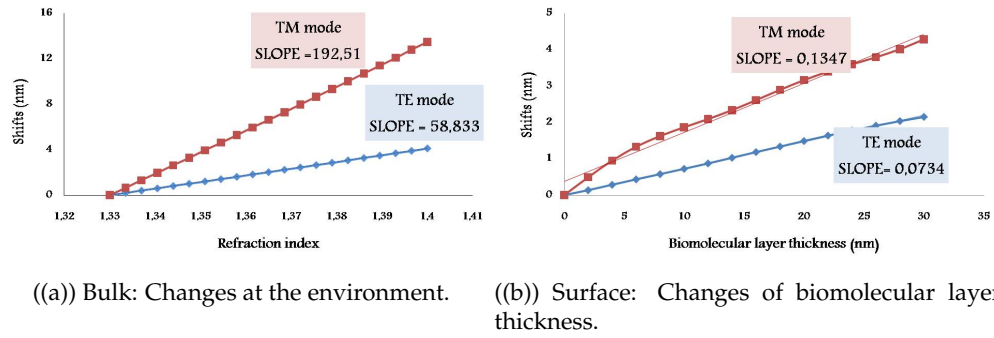 16
12
8
4
0
Shifts (nm)
TM mode
SLOPE =192,51
TE mode
SLOPE = 58,833
1,32
1,33
1,34
1,35
1,36
1,37
1,38
1,39
1,4
1,41
Refraction index
5
4
3
2
1
0
Shifts (nm)
TM mode
SLOPE = 0,1347
TE mode
SLOPE= 0,0734
0
5
10
15
20
25
30
35
Biomolecular layer thickness (nm)
((a)) Bulk: Changes at the environment.
((b)) Surface: Changes of biomolecular layer
thickness.